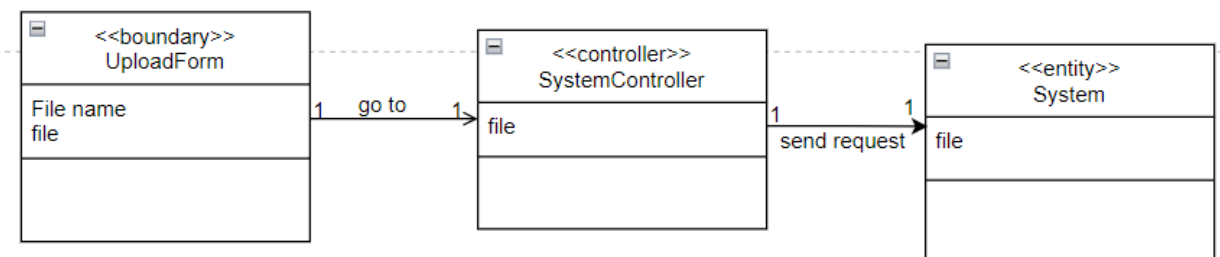 <<boundary>>
UploadForm
File name
file
1
go to
1
<<controller>>
SystemController
file
1
send request
1
<<entity>>
System
file